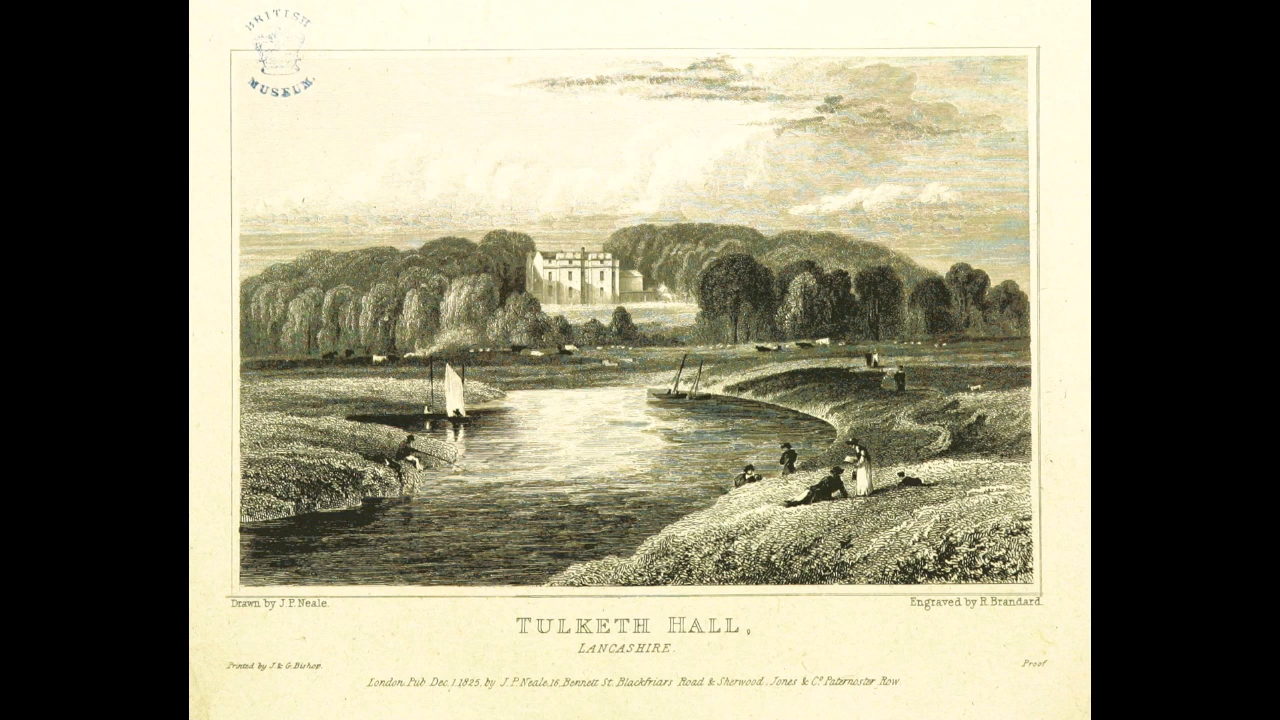 BRITISH
MUSEUM.
Drawn by J.P. Neale.
Engraved by R. Brandard.
TULKETH HALL,
LANCASHIRE.
Printed by J. & G. Bishop.
Proof
London. Pub. Dec. 1. 1825, by J. P. Neale, 16, Bennett St. Blackfriars Road & Sherwood, Jones & Co. Paternoster Row.